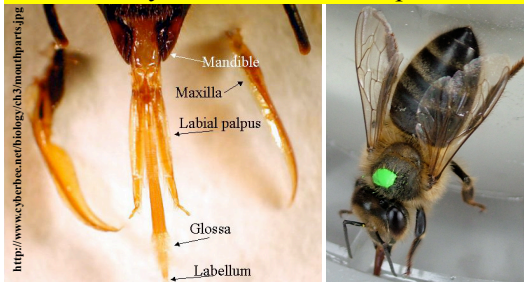 http://www.cyberbee.net/biology/ch3/mouthparts.jpg
Mandible
Maxilla
Labial palpus
Glossa
Labellum